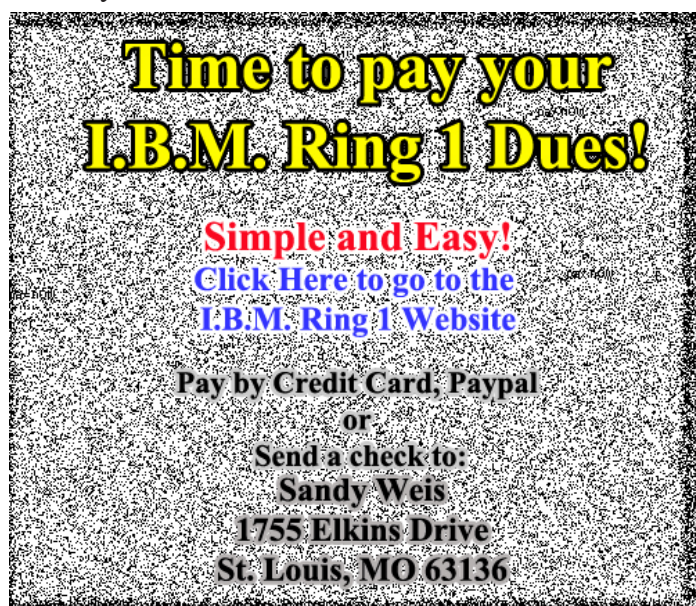 Time to pay your
I.B.M. Ring 1 Dues!
Simple and Easy!
Click Here to go to the
I.B.M. Ring 1 Website
Pay by Credit Card, Paypal
or
Send a check to:
Sandy Weis
1755 Elkins Drive
St. Louis, MO 63136